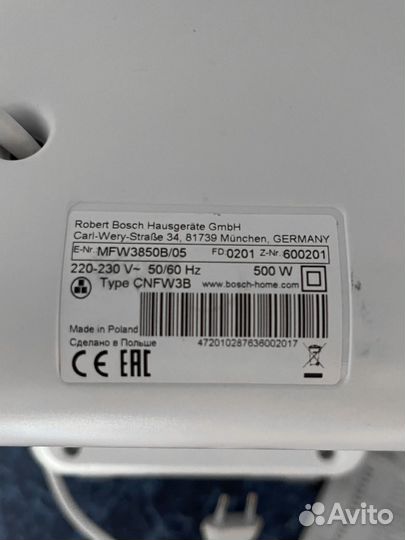 Robert Bosch Hausgeräte GmbH
Carl-Wery-Straße 34, 81739 München, GERMANY
E-Nr. MFW3850B/05 FD 0201 Z-Nr. 600201
220-230 V~ 50/60 Hz 500 W
Type CNFW3B www.bosch-home.com
Made in Poland
Сделано в Польше
472010287636002017
CE EAC
Avito